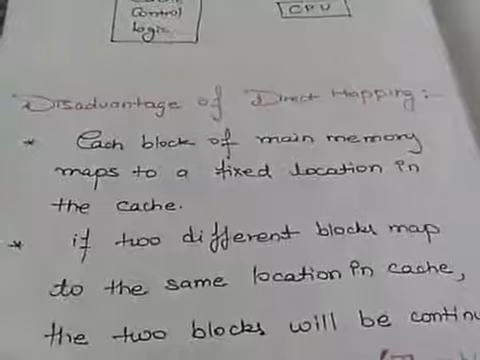 Control
Logic
CPU
Disadvantage of Direct Mapping:-
* Each block of main memory
maps to a fixed location in
the cache.
* if two different blocks map
to the same location in cache,
the two blocks will be continu